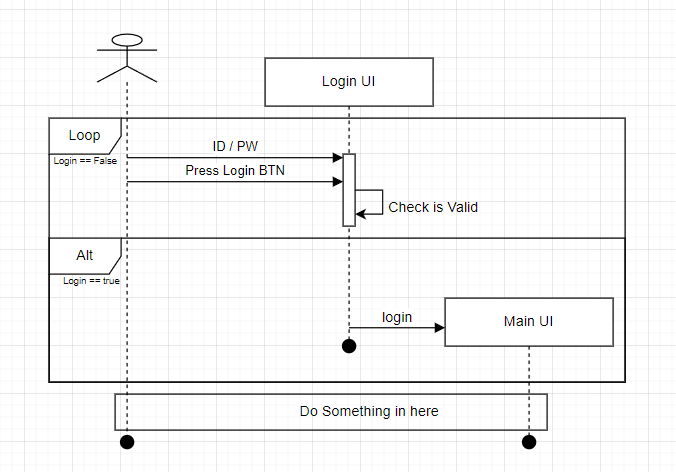 Login UI
Loop
Login == False
ID / PW
Press Login BTN
Check is Valid
Alt
Login == true
login
Main UI
Do Something in here